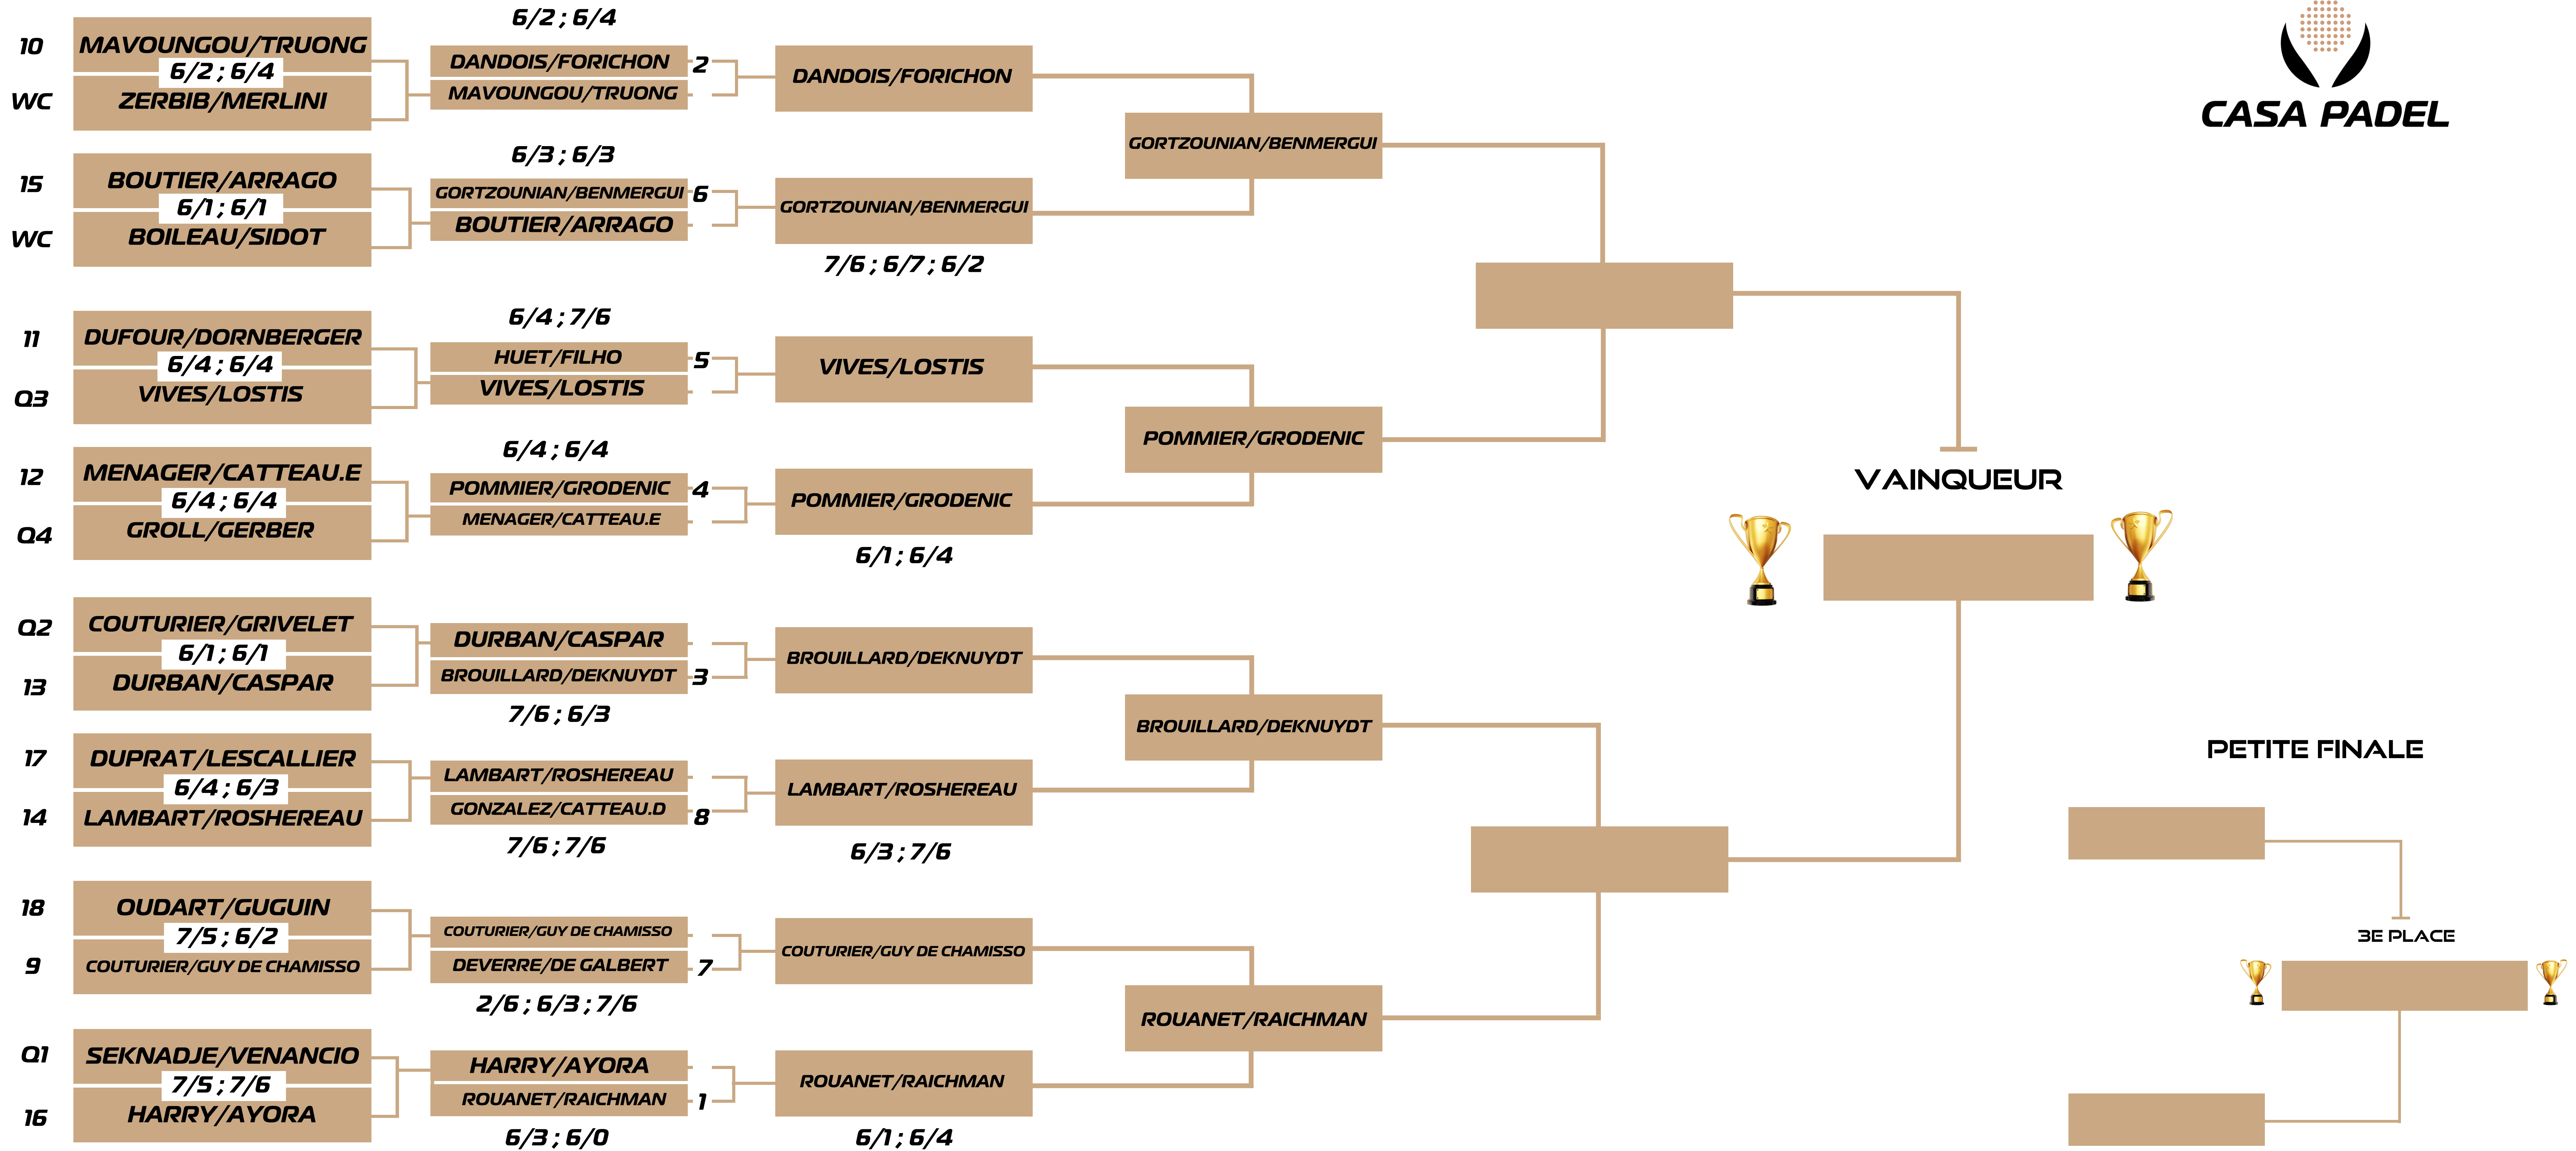 CASA PADEL
10
MAVOUNGOU/TRUONG
6/2 ; 6/4
WC
ZERBIB/MERLINI
15
BOUTIER/ARRAGO
6/1 ; 6/1
WC
BOILEAU/SIDOT
11
DUFOUR/DORNBERGER
6/4 ; 6/4
Q3
VIVES/LOSTIS
12
MENAGER/CATTEAU.E
6/4 ; 6/4
Q4
GROLL/GERBER
Q2
COUTURIER/GRIVELET
6/1 ; 6/1
13
DURBAN/CASPAR
17
DUPRAT/LESCALLIER
6/4 ; 6/3
14
LAMBART/ROSHEREAU
18
OUDART/GUGUIN
7/5 ; 6/2
9
COUTURIER/GUY DE CHAMISSO
Q1
SEKNADJE/VENANCIO
7/5 ; 7/6
16
HARRY/AYORA
6/2 ; 6/4
DANDOIS/FORICHON 2
MAVOUNGOU/TRUONG
6/3 ; 6/3
GORTZOUNIAN/BENMERGUI 6
BOUTIER/ARRAGO
6/4 ; 7/6
HUET/FILHO 5
VIVES/LOSTIS
6/4 ; 6/4
POMMIER/GRODENIC 4
MENAGER/CATTEAU.E
DURBAN/CASPAR
BROUILLARD/DEKNUYDT 3
7/6 ; 6/3
LAMBART/ROSHEREAU
GONZALEZ/CATTEAU.D 8
7/6 ; 7/6
COUTURIER/GUY DE CHAMISSO
DEVERRE/DE GALBERT 7
2/6 ; 6/3 ; 7/6
HARRY/AYORA
ROUANET/RAICHMAN 1
6/3 ; 6/0
DANDOIS/FORICHON
GORTZOUNIAN/BENMERGUI
7/6 ; 6/7 ; 6/2
VIVES/LOSTIS
POMMIER/GRODENIC
6/1 ; 6/4
BROUILLARD/DEKNUYDT
LAMBART/ROSHEREAU
6/3 ; 7/6
COUTURIER/GUY DE CHAMISSO
ROUANET/RAICHMAN
6/1 ; 6/4
GORTZOUNIAN/BENMERGUI
POMMIER/GRODENIC
BROUILLARD/DEKNUYDT
ROUANET/RAICHMAN
VAINQUEUR
PETITE FINALE
3E PLACE